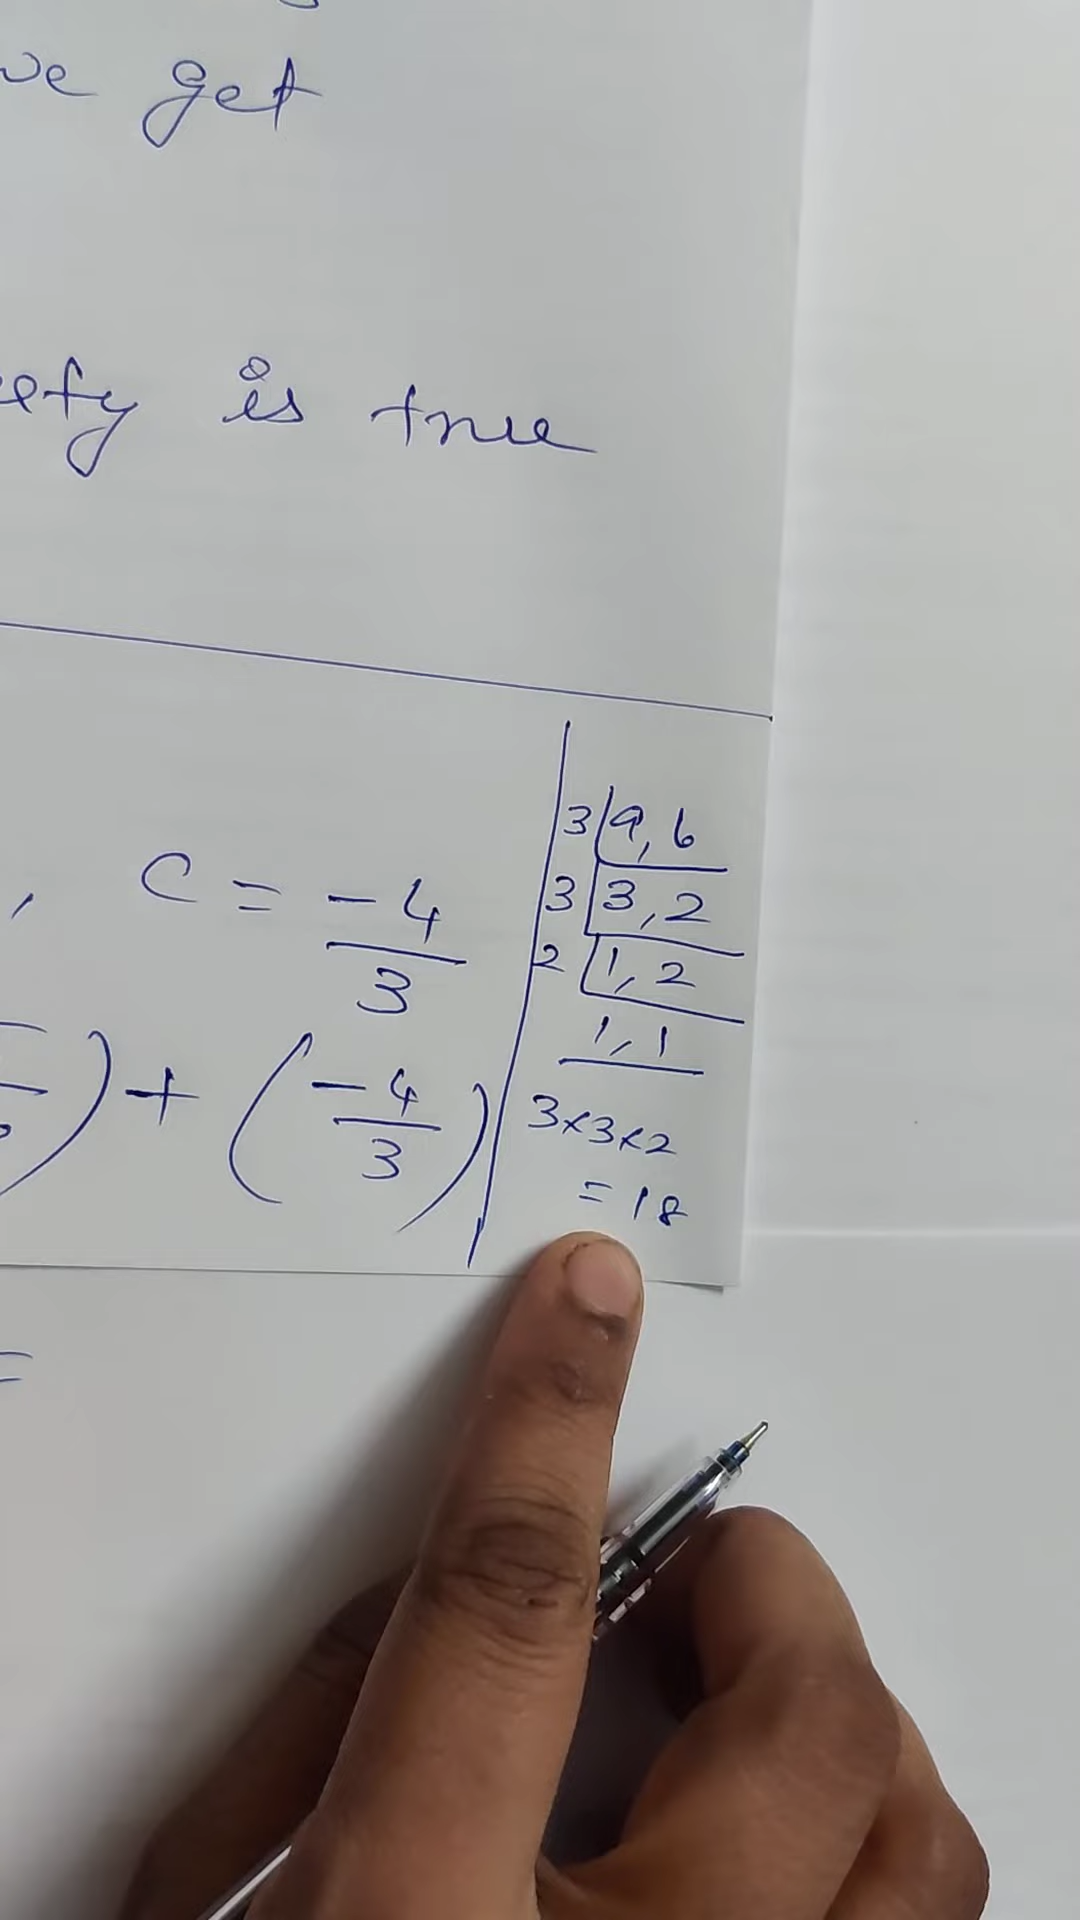 we get
is true
, C = -4/3
) + (-4/3)
3 | 9, 6
3 | 3, 2
2 | 1, 2
1, 1
3×3×2
= 18
=